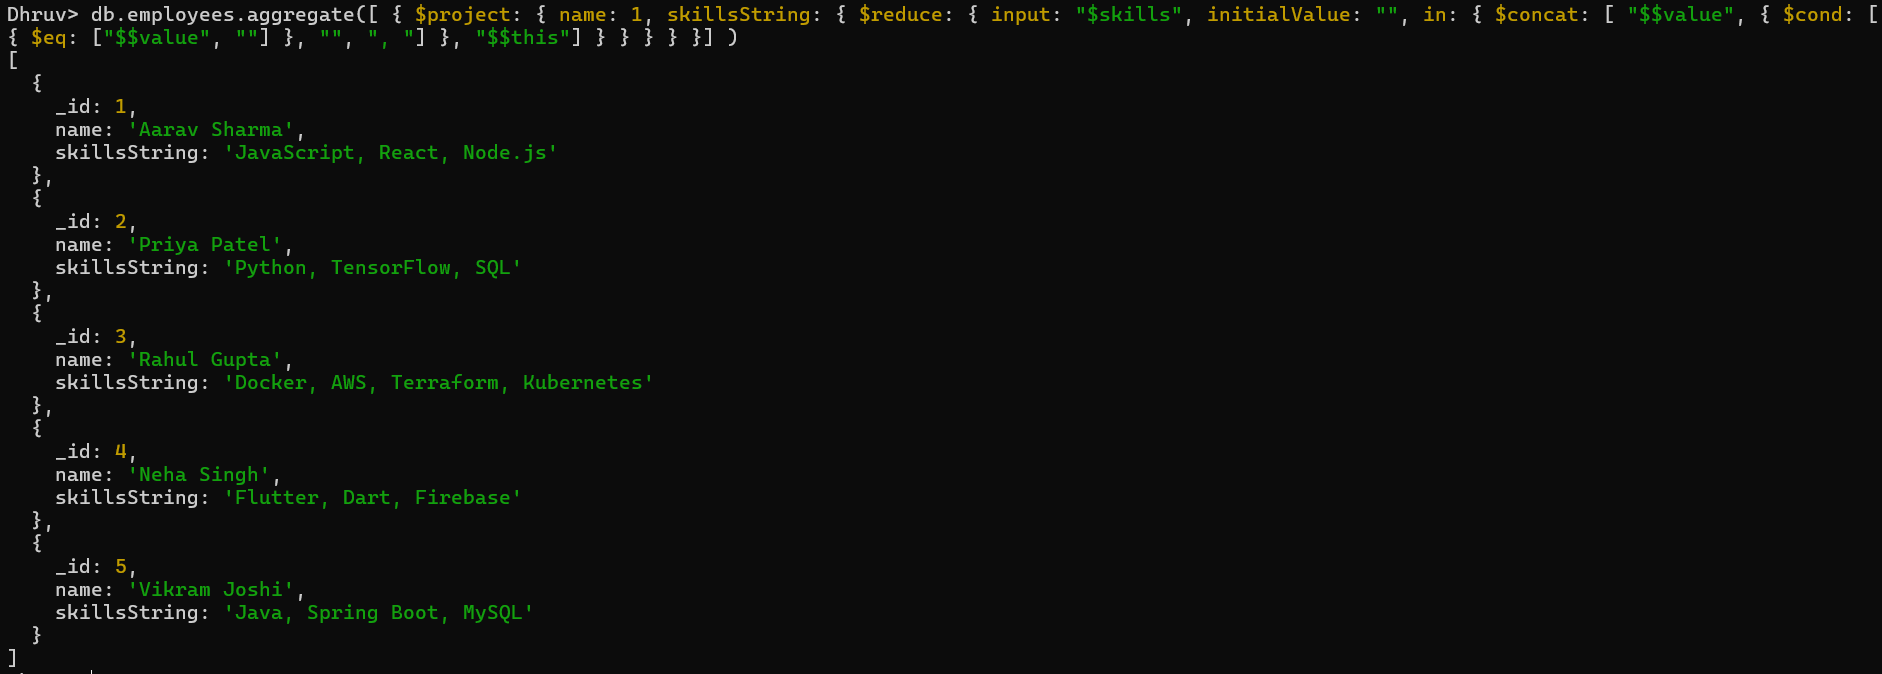 Dhruv> db.employees.aggregate([ { $project: { name: 1, skillsString: { $reduce: { input: "$skills", initialValue: "", in: { $concat: [ "$$value", { $cond: [
{ $eq: ["$$value", ""] }, "", ", "] }, "$$this"] } } } } }] )
[
  {
    _id: 1,
    name: 'Aarav Sharma',
    skillsString: 'JavaScript, React, Node.js'
  },
  {
    _id: 2,
    name: 'Priya Patel',
    skillsString: 'Python, TensorFlow, SQL'
  },
  {
    _id: 3,
    name: 'Rahul Gupta',
    skillsString: 'Docker, AWS, Terraform, Kubernetes'
  },
  {
    _id: 4,
    name: 'Neha Singh',
    skillsString: 'Flutter, Dart, Firebase'
  },
  {
    _id: 5,
    name: 'Vikram Joshi',
    skillsString: 'Java, Spring Boot, MySQL'
  }
]